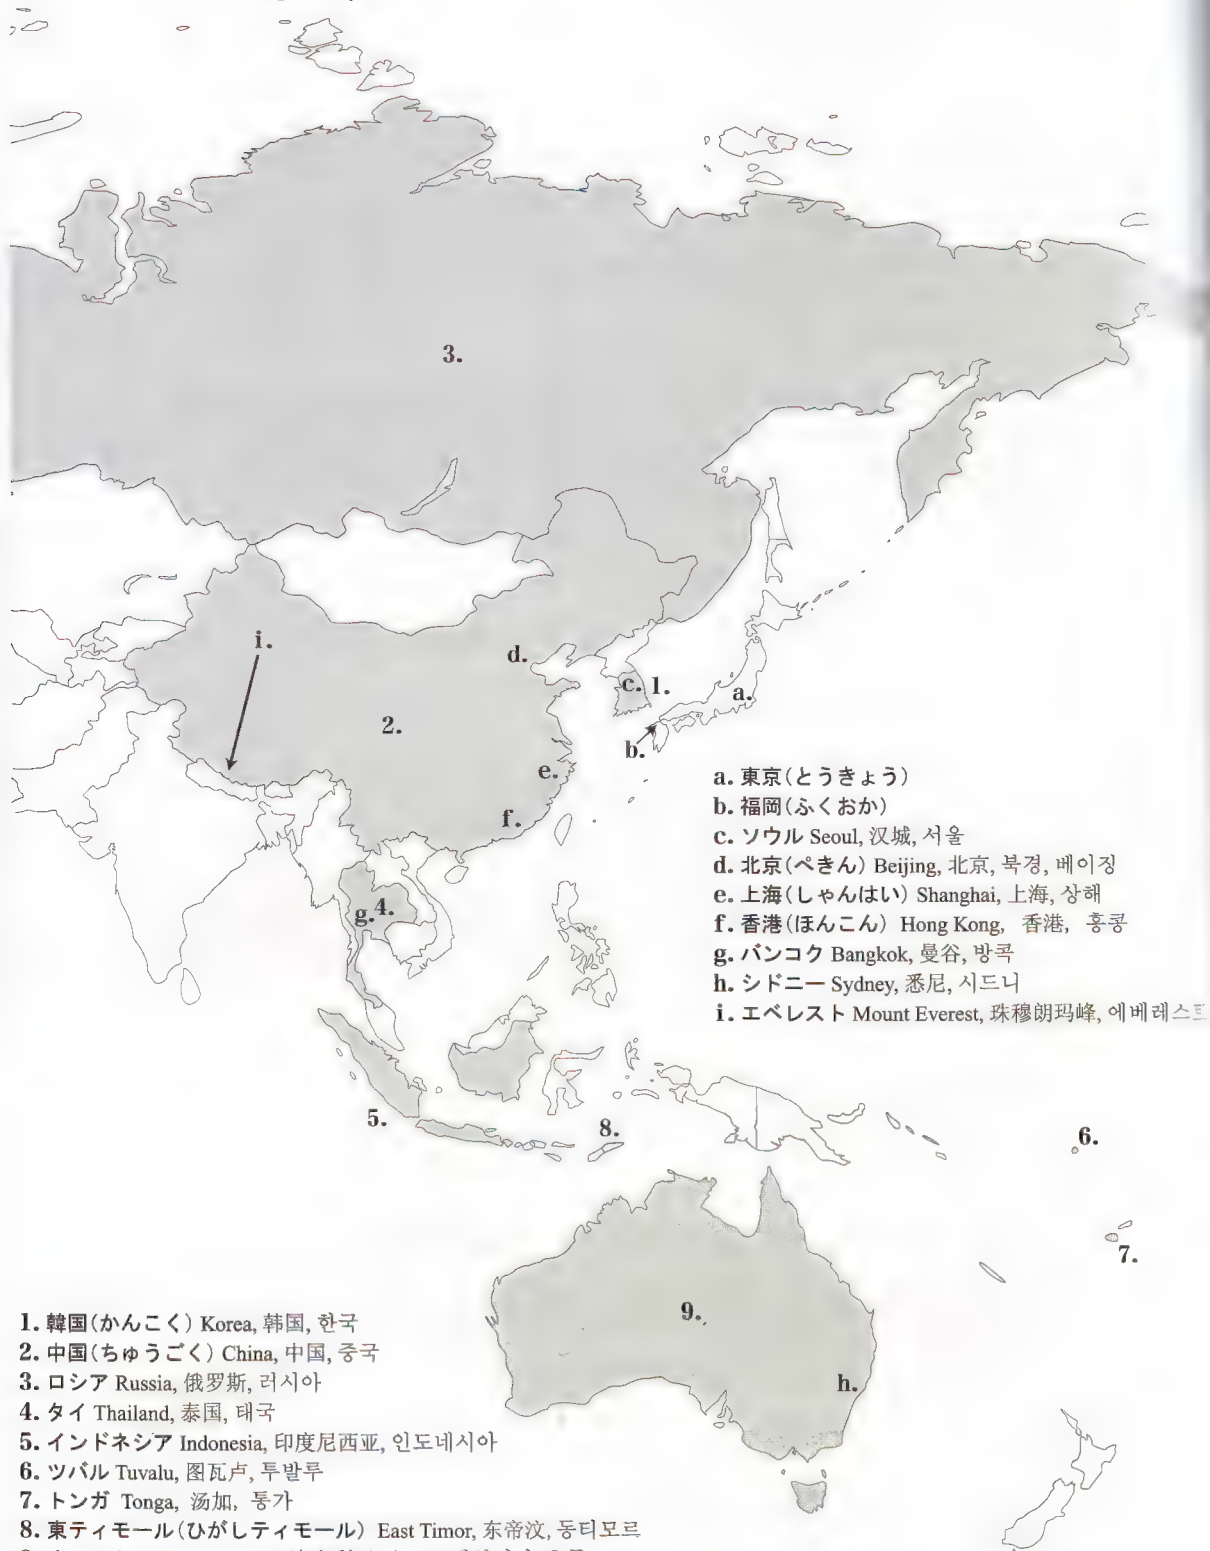 3.
i.
d.
c. 1.
a.
2.
b.
e.
f.
a. 東京(とうきょう)
b. 福岡(ふくおか)
c. ソウル Seoul, 汉城, 서울
d. 北京(ぺきん) Beijing, 北京, 북경, 베이징
e. 上海(しゃんはい) Shanghai, 上海, 상해
f. 香港(ほんこん) Hong Kong, 香港, 홍콩
g. バンコク Bangkok, 曼谷, 방콕
h. シドニー Sydney, 悉尼, 시드니
i. エベレスト Mount Everest, 珠穆朗玛峰, 에베레스트
g. 4.
5.
8.
6.
7.
9.
h.
1. 韓国(かんこく) Korea, 韩国, 한국
2. 中国(ちゅうごく) China, 中国, 중국
3. ロシア Russia, 俄罗斯, 러시아
4. タイ Thailand, 泰国, 태국
5. インドネシア Indonesia, 印度尼西亚, 인도네시아
6. ツバル Tuvalu, 图瓦卢, 투발루
7. トンガ Tonga, 汤加, 통가
8. 東ティモール(ひがしティモール) East Timor, 东帝汶, 동티모르